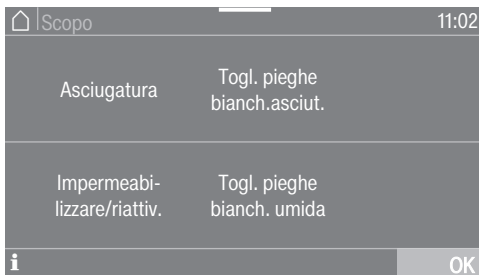 Scopo
11:02
Asciugatura
Togl. pieghe
bianch.asciut.
Impermeabi-
lizzare/riattiv.
Togl. pieghe
bianch. umida
i
OK